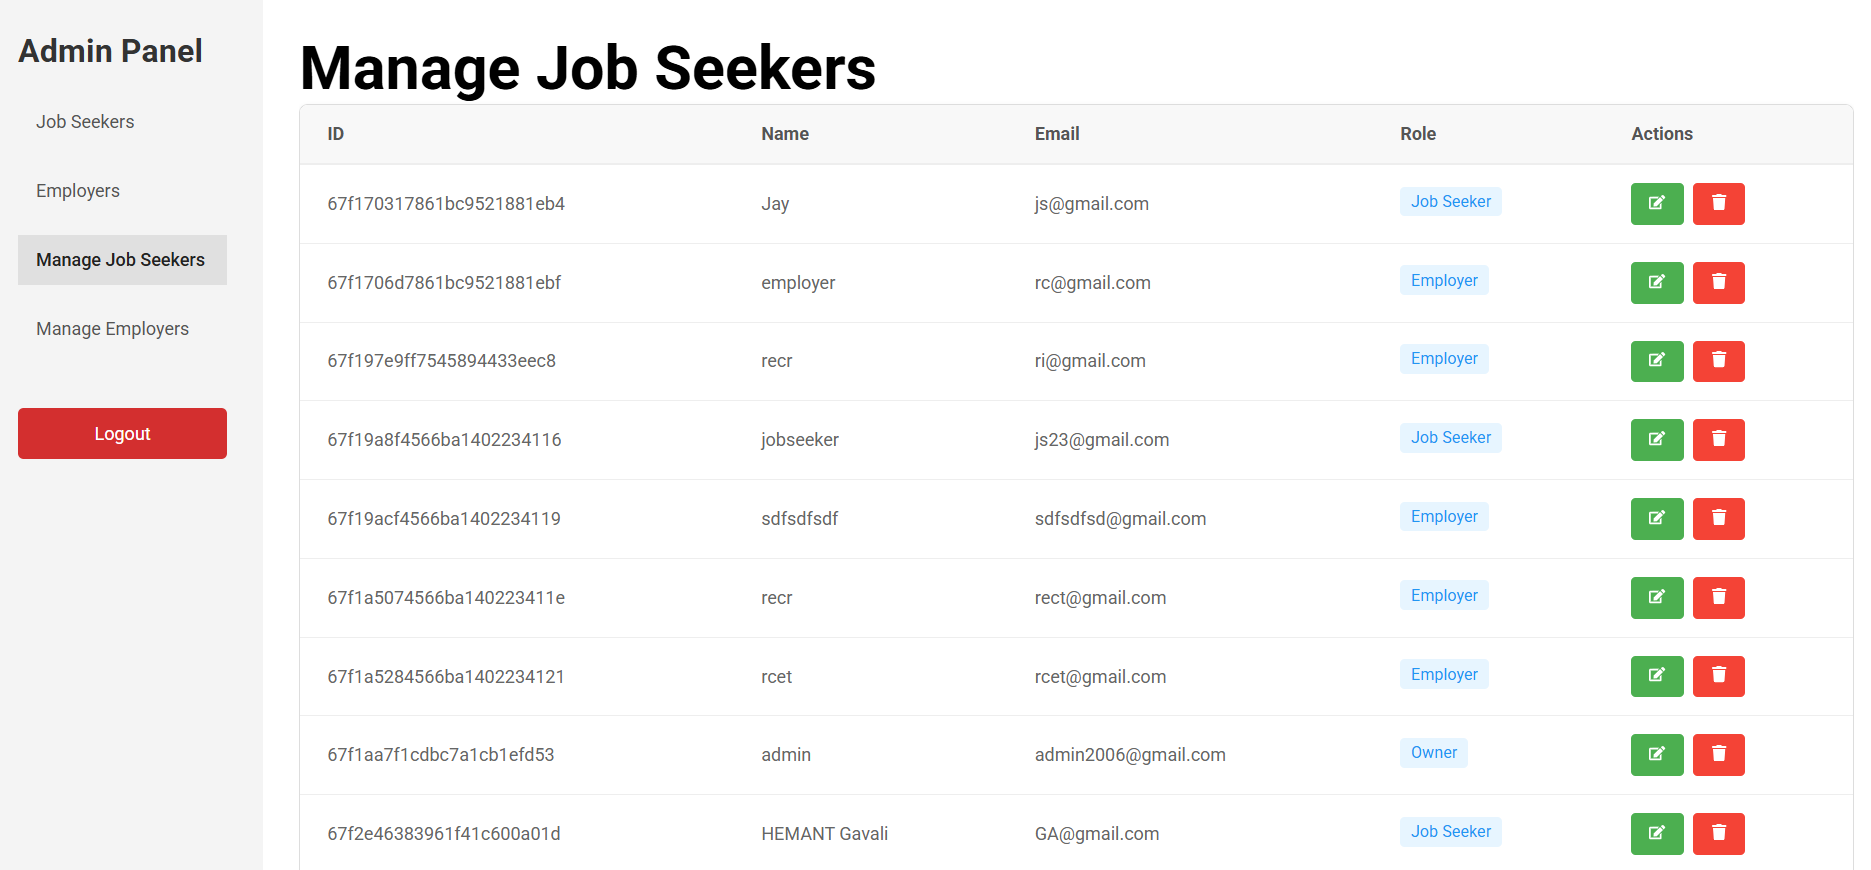 Admin Panel
Job Seekers
Employers
Manage Job Seekers
Manage Employers
Logout
Manage Job Seekers
ID Name Email Role Actions
67f170317861bc9521881eb4 Jay js@gmail.com Job Seeker
67f1706d7861bc9521881ebf employer rc@gmail.com Employer
67f197e9ff7545894433eec8 recr ri@gmail.com Employer
67f19a8f4566ba1402234116 jobseeker js23@gmail.com Job Seeker
67f19acf4566ba1402234119 sdfsdfsdf sdfsdfsd@gmail.com Employer
67f1a5074566ba140223411e recr rect@gmail.com Employer
67f1a5284566ba1402234121 rcet rcet@gmail.com Employer
67f1aa7f1cdbc7a1cb1efd53 admin admin2006@gmail.com Owner
67f2e46383961f41c600a01d HEMANT Gavali GA@gmail.com Job Seeker